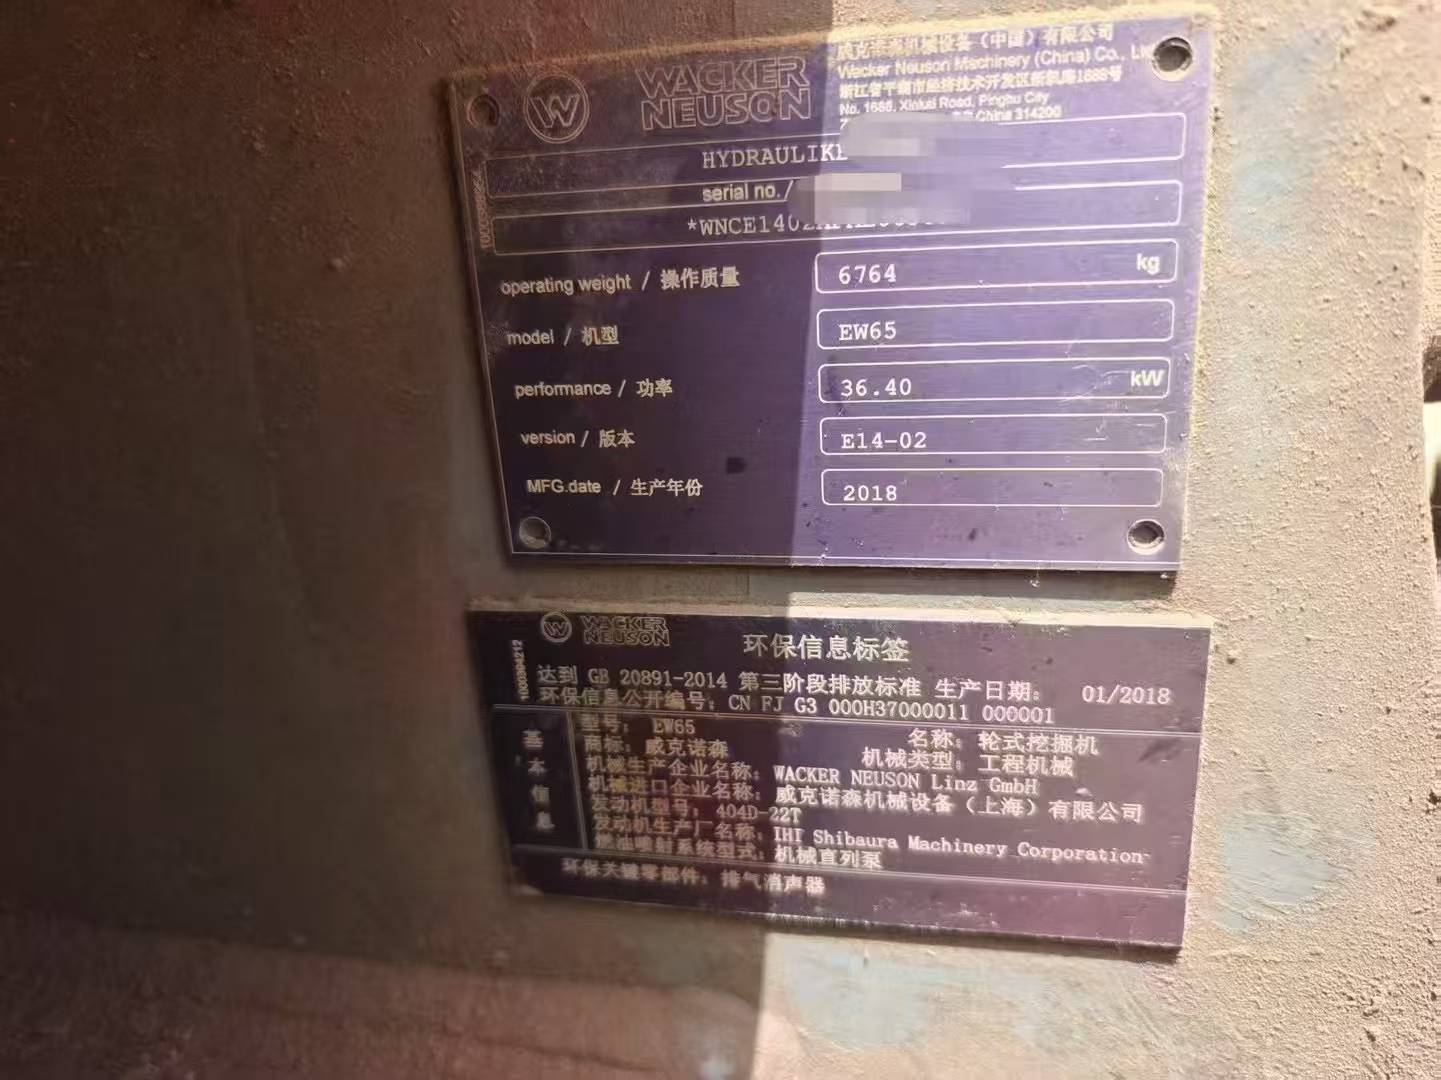 WACKER
NEUSON
威克诺森机械设备（中国）有限公司
Wacker Neuson Machinery (China) Co.,
浙江省平湖市经济技术开发区新凯路1688号
No. 1688, Xinkai Road, Pinghu City
China 314200
serial no. /
operating weight / 操作质量 6764 kg
model / 机型 EW65
performance / 功率 36.40 kW
version / 版本 E14-02
MFG.date / 生产年份 2018
WACKER
NEUSON
环保信息标签
1000394212
达到 GB 20891-2014 第三阶段排放标准 生产日期： 01/2018
环保信息公开编号：CN FJ G3 000H37000011 000001
基本信息
型号： EW65 名称：轮式挖掘机
商标：威克诺森 机械类型：工程机械
机械生产企业名称：WACKER NEUSON Linz GmbH
机械进口企业名称：威克诺森机械设备（上海）有限公司
发动机型号：404D-22T
发动机生产厂名称：IHI Shibaura Machinery Corporation
燃油喷射系统型式：机械直列泵
环保关键零部件：排气消声器